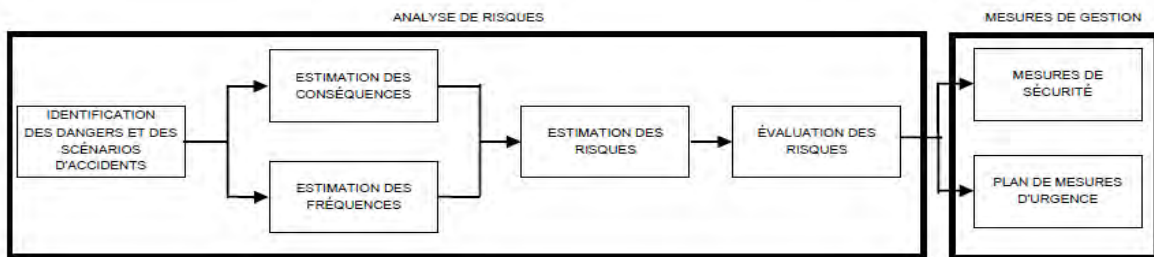 ANALYSE DE RISQUES
MESURES DE GESTION
IDENTIFICATION
DES DANGERS ET DES
SCÉNARIOS
D'ACCIDENTS
ESTIMATION DES
CONSÉQUENCES
ESTIMATION DES
FRÉQUENCES
ESTIMATION DES
RISQUES
ÉVALUATION DES
RISQUES
MESURES DE
SÉCURITÉ
PLAN DE MESURES
D'URGENCE